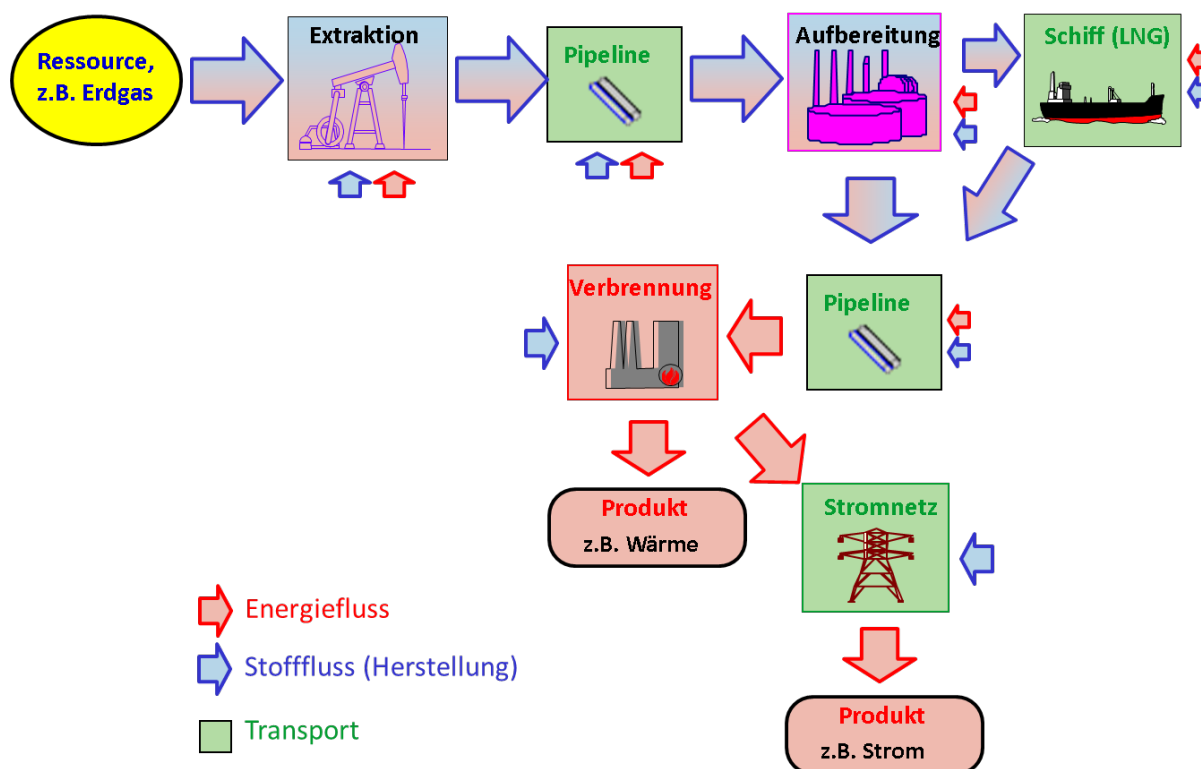 Ressource,
z.B. Erdgas
Extraktion
Pipeline
Aufbereitung
Schiff (LNG)
Verbrennung
Pipeline
Produkt
z.B. Wärme
Stromnetz
Energiefluss
Stofffluss (Herstellung)
Transport
Produkt
z.B. Strom